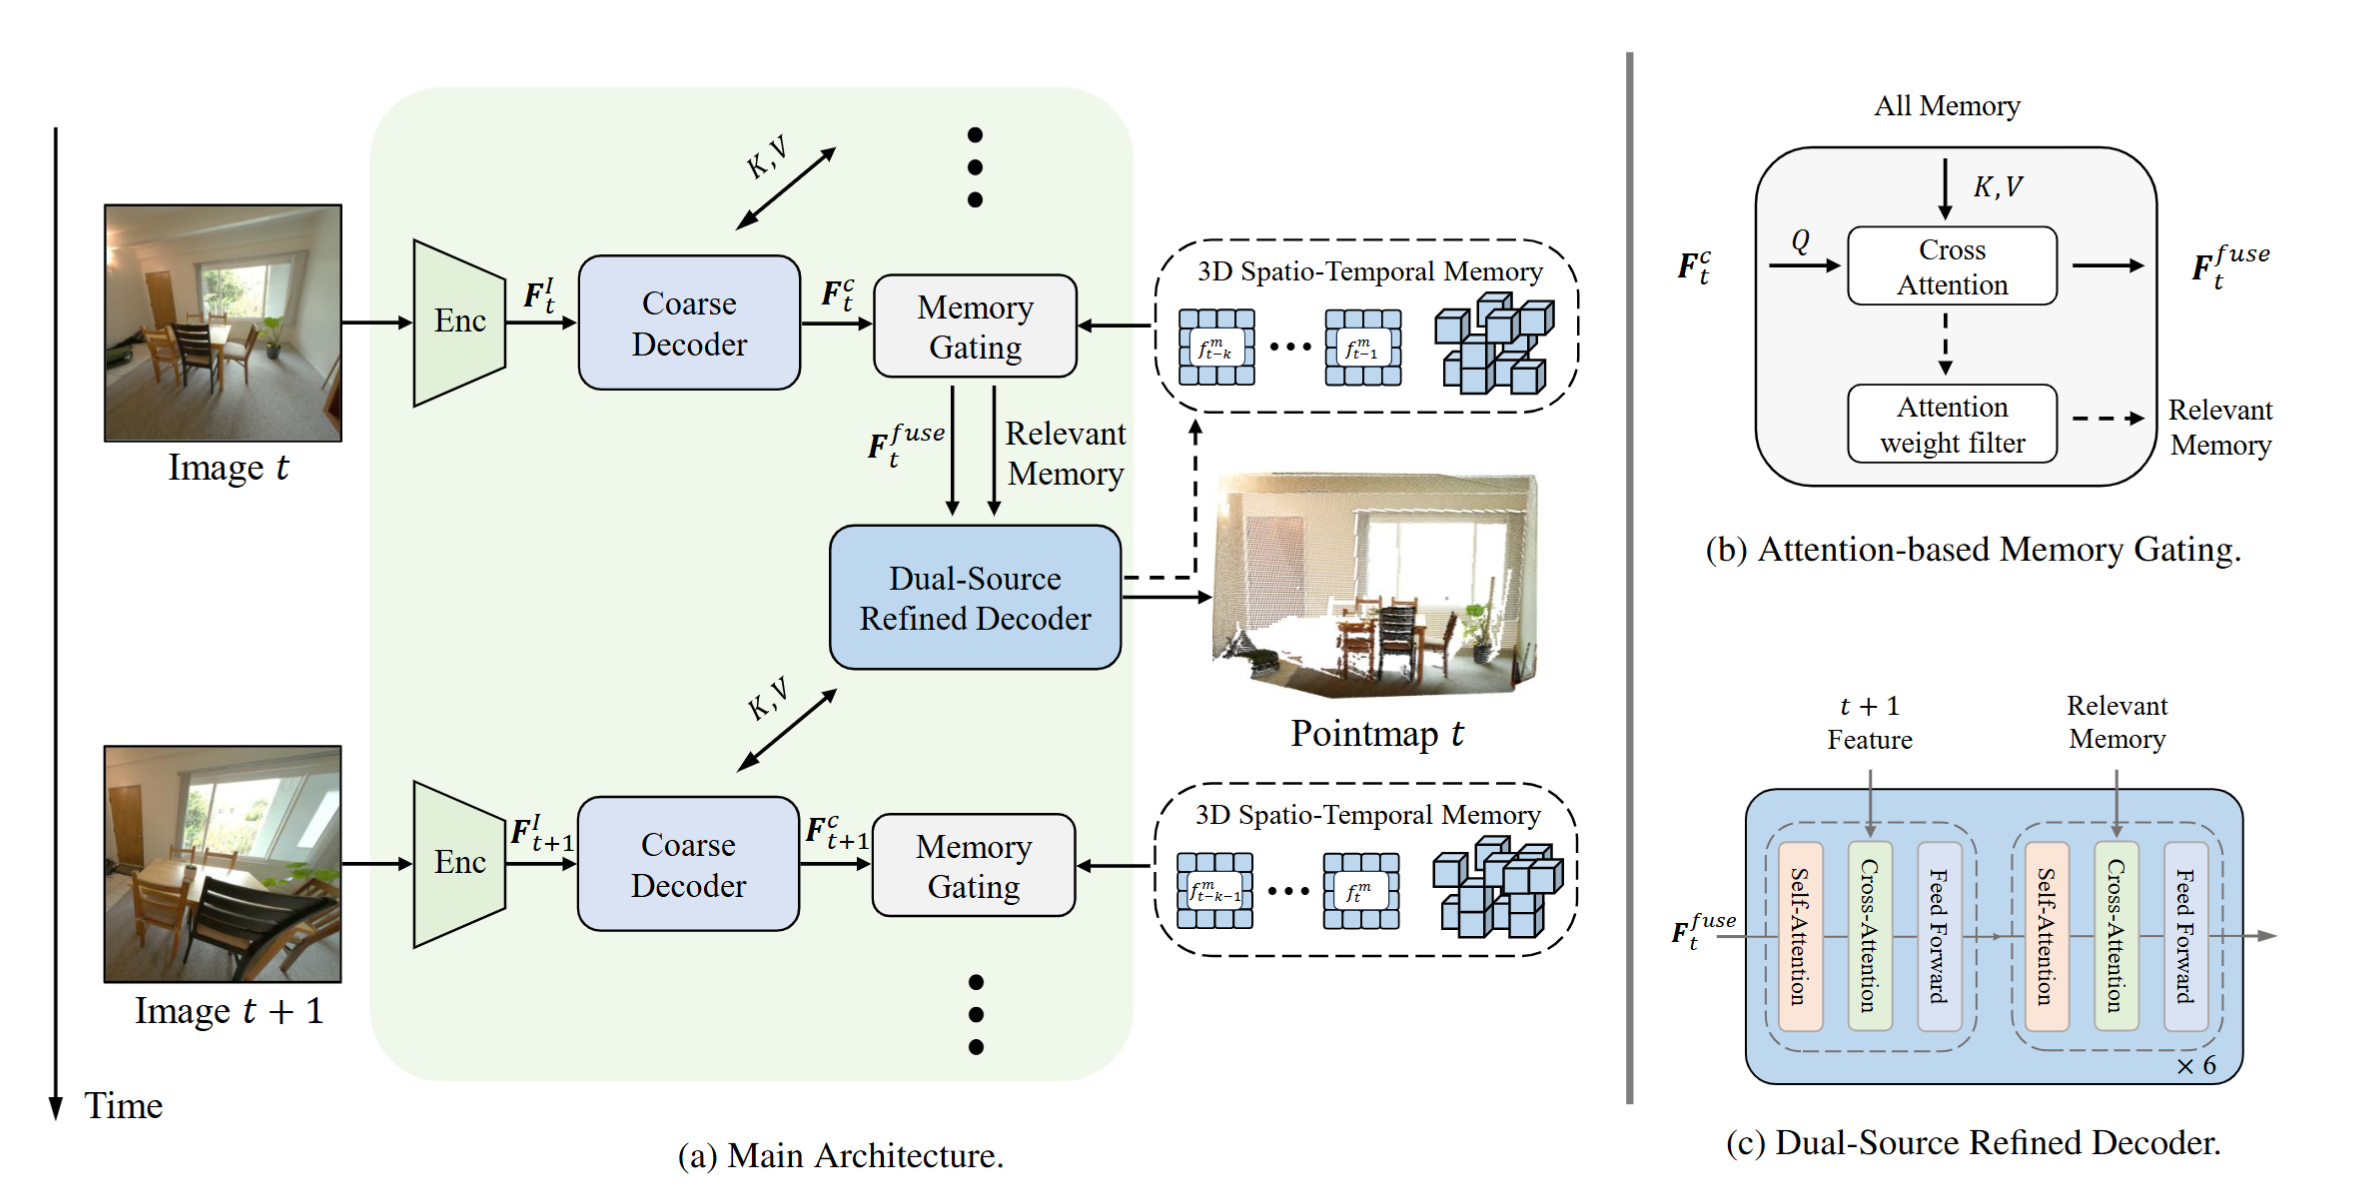 K, V
3D Spatio-Temporal Memory
Enc
F_t^I
Coarse
Decoder
F_t^c
Memory
Gating
f_{t-k}^m
f_{t-1}^m
Image t
F_t^{fuse}
Relevant
Memory
Dual-Source
Refined Decoder
Pointmap t
K, V
3D Spatio-Temporal Memory
Enc
F_{t+1}^I
Coarse
Decoder
F_{t+1}^c
Memory
Gating
f_{t-k-1}^m
f_t^m
Image t + 1
Time
(a) Main Architecture.
All Memory
K, V
F_t^c
Q
Cross
Attention
F_t^{fuse}
Attention
weight filter
Relevant
Memory
(b) Attention-based Memory Gating.
t + 1
Feature
Relevant
Memory
F_t^{fuse}
Self-Attention
Cross-Attention
Feed Forward
Self-Attention
Cross-Attention
Feed Forward
× 6
(c) Dual-Source Refined Decoder.